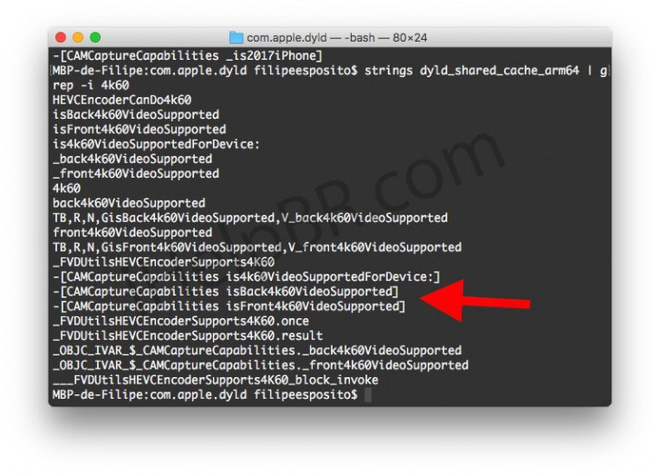 com.apple.dyld — -bash — 80×24
-[CAMCaptureCapabilities _is2017iPhone]
MBP-de-Filipe:com.apple.dyld filipeesposito$ strings dyld_shared_cache_arm64 | g
rep -i 4k60
HEVCEncoderCanDo4k60
isBack4k60VideoSupported
isFront4k60VideoSupported
is4k60VideoSupportedForDevice:
_back4k60VideoSupported
_front4k60VideoSupported
4k60
back4k60VideoSupported
TB,R,N,GisBack4k60VideoSupported,V_back4k60VideoSupported
front4k60VideoSupported
TB,R,N,GisFront4k60VideoSupported,V_front4k60VideoSupported
_FVDUtilsHEVCEncoderSupports4K60
-[CAMCaptureCapabilities is4k60VideoSupportedForDevice:]
-[CAMCaptureCapabilities isBack4k60VideoSupported]
-[CAMCaptureCapabilities isFront4k60VideoSupported]
_FVDUtilsHEVCEncoderSupports4K60.once
_FVDUtilsHEVCEncoderSupports4K60.result
_OBJC_IVAR_$_CAMCaptureCapabilities._back4k60VideoSupported
_OBJC_IVAR_$_CAMCaptureCapabilities._front4k60VideoSupported
___FVDUtilsHEVCEncoderSupports4K60_block_invoke
MBP-de-Filipe:com.apple.dyld filipeesposito$